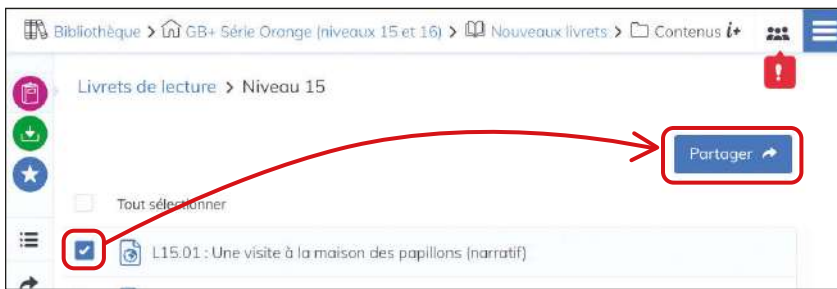 Bibliothèque > GB+ Série Orange (niveaux 15 et 16) > Nouveaux livrets > Contenus i+
!
Livrets de lecture > Niveau 15
Partager
Tout sélectionner
L15.01 : Une visite à la maison des papillons (narratif)